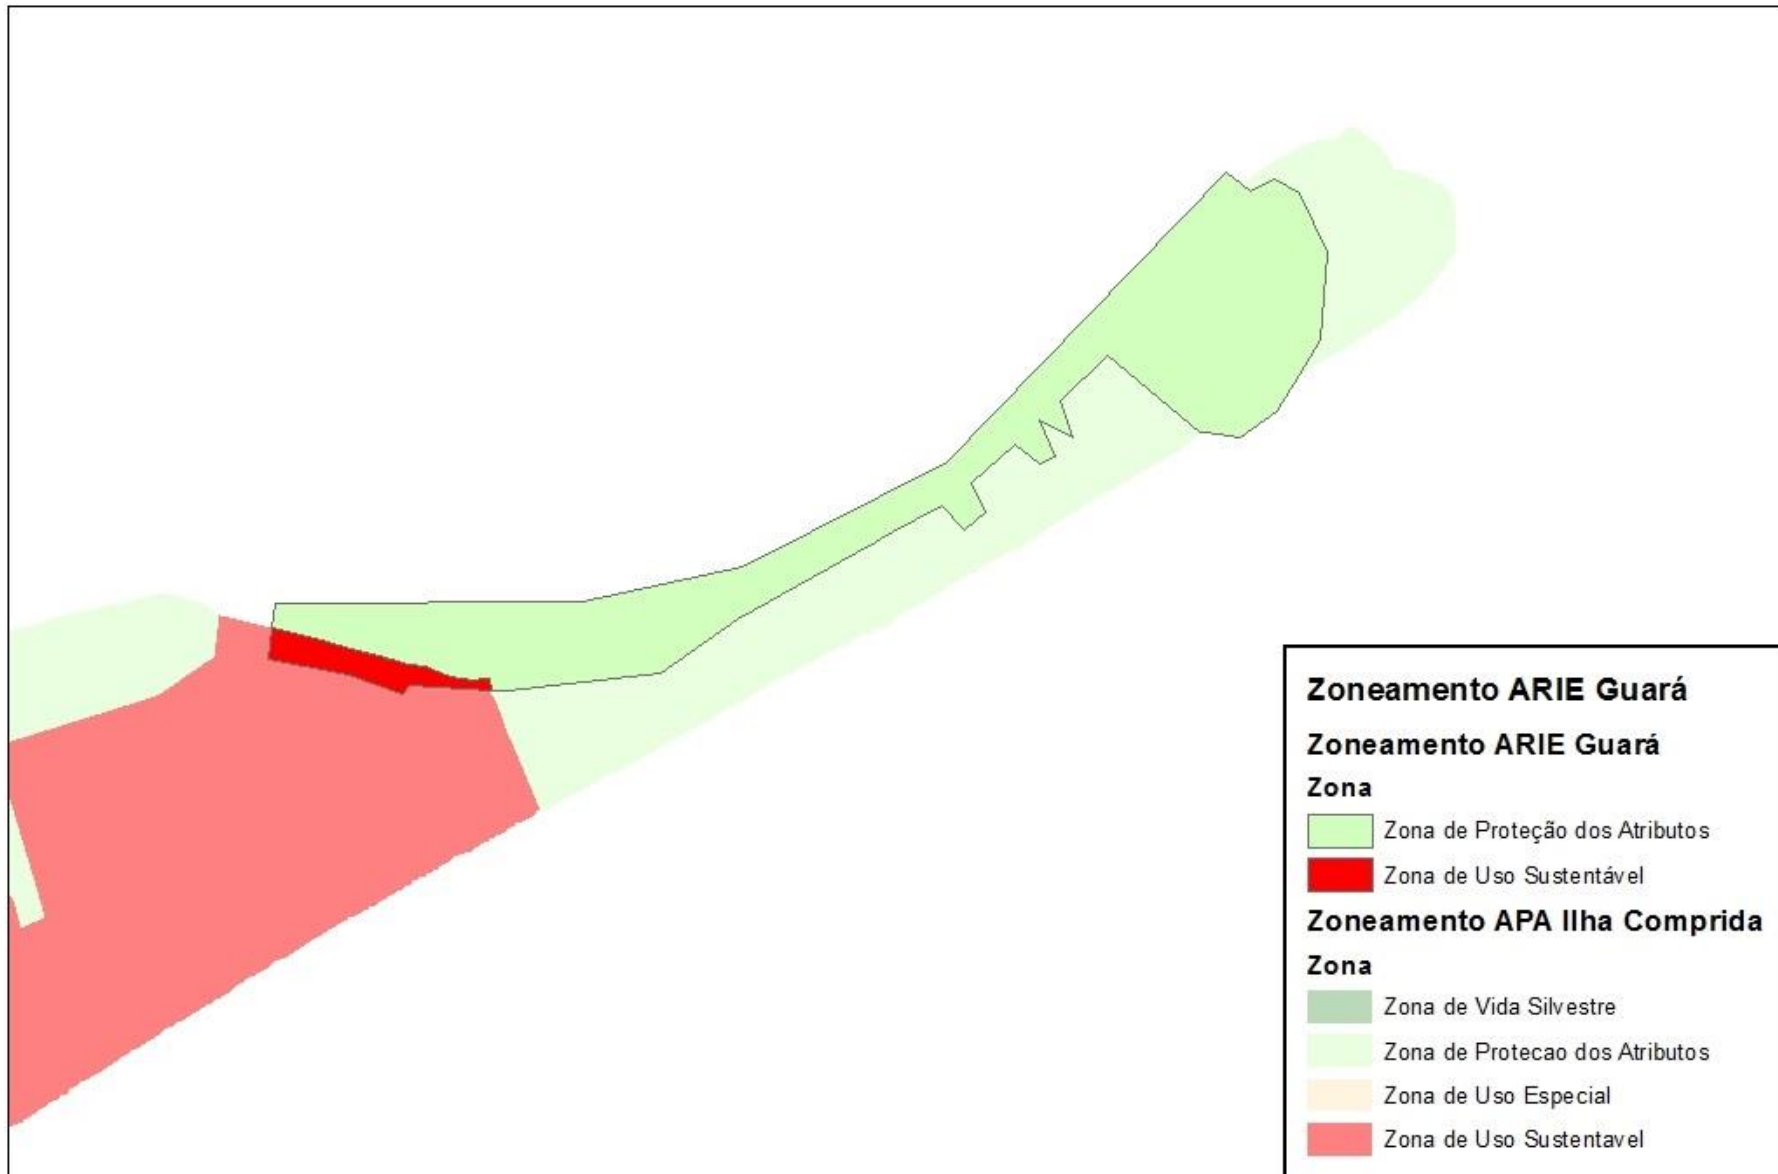 Zoneamento ARIE Guará
Zoneamento ARIE Guará
Zona
Zona de Proteção dos Atributos
Zona de Uso Sustentável
Zoneamento APA Ilha Comprida
Zona
Zona de Vida Silvestre
Zona de Protecao dos Atributos
Zona de Uso Especial
Zona de Uso Sustentavel